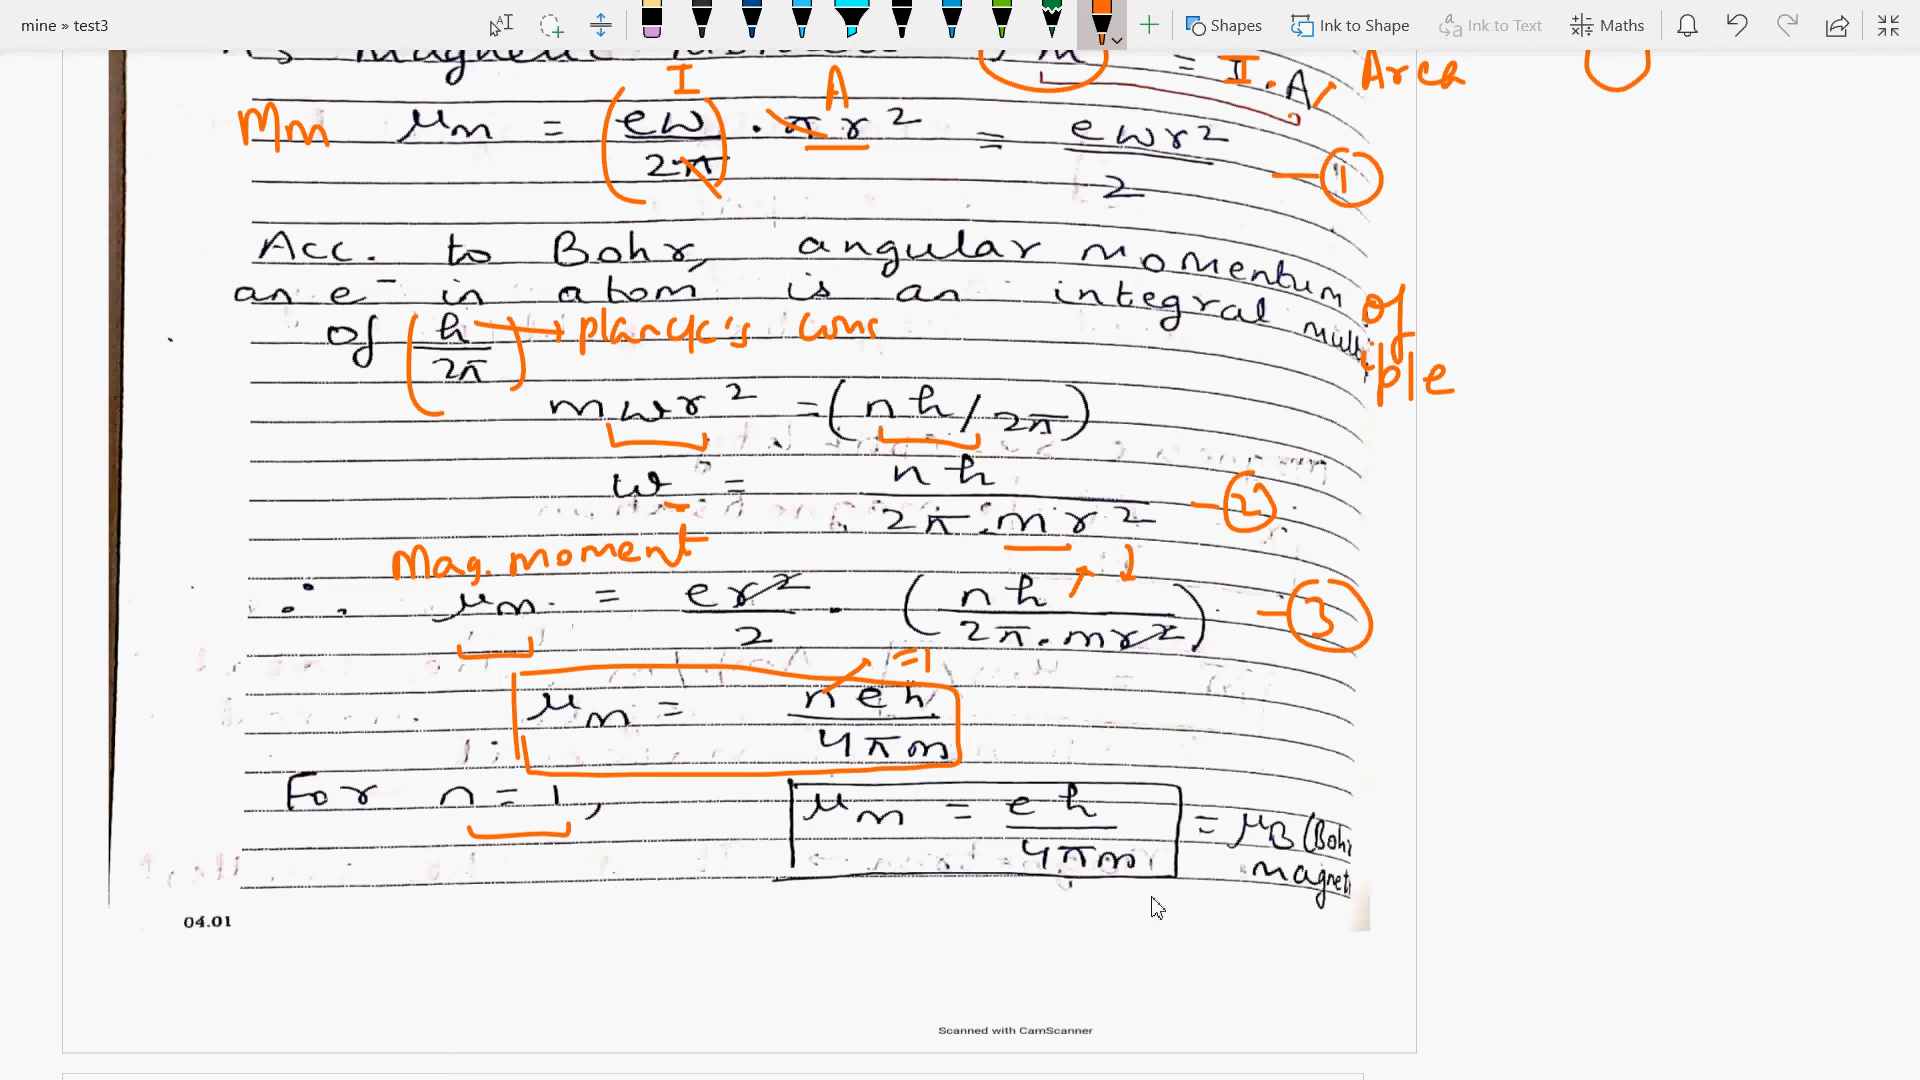 mine » test3
Shapes Ink to Shape Ink to Text Maths
magnetic = I.A Area
I A
Mm μm = (eω/2π) . πr² = eωr²/2 - ①
Acc. to Bohr, angular momentum of
an e⁻ in atom is an integral multiple
of (h/2π) → planck's cons
mωr² = (nh/2π)
ω = nh/2π.mr² - ②
Mag. moment
∴ μm = er²/2 . (nh/2π.mr²) - ③
=1
μm = neh/4πm
For n = 1, μm = eh/4πm = μB (Bohr
magnet
04.01
Scanned with CamScanner